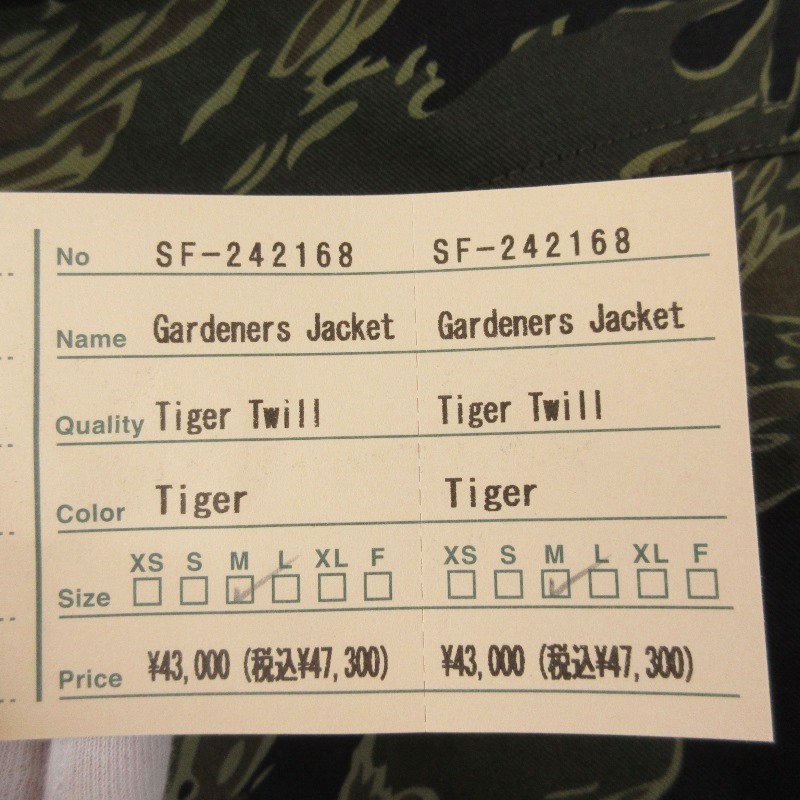 No SF-242168 SF-242168
Name Gardeners Jacket Gardeners Jacket
Quality Tiger Twill Tiger Twill
Color Tiger Tiger
XS S M L XL F XS S M L XL F
Size
Price ¥43,000 (税込¥47,300) ¥43,000 (税込¥47,300)